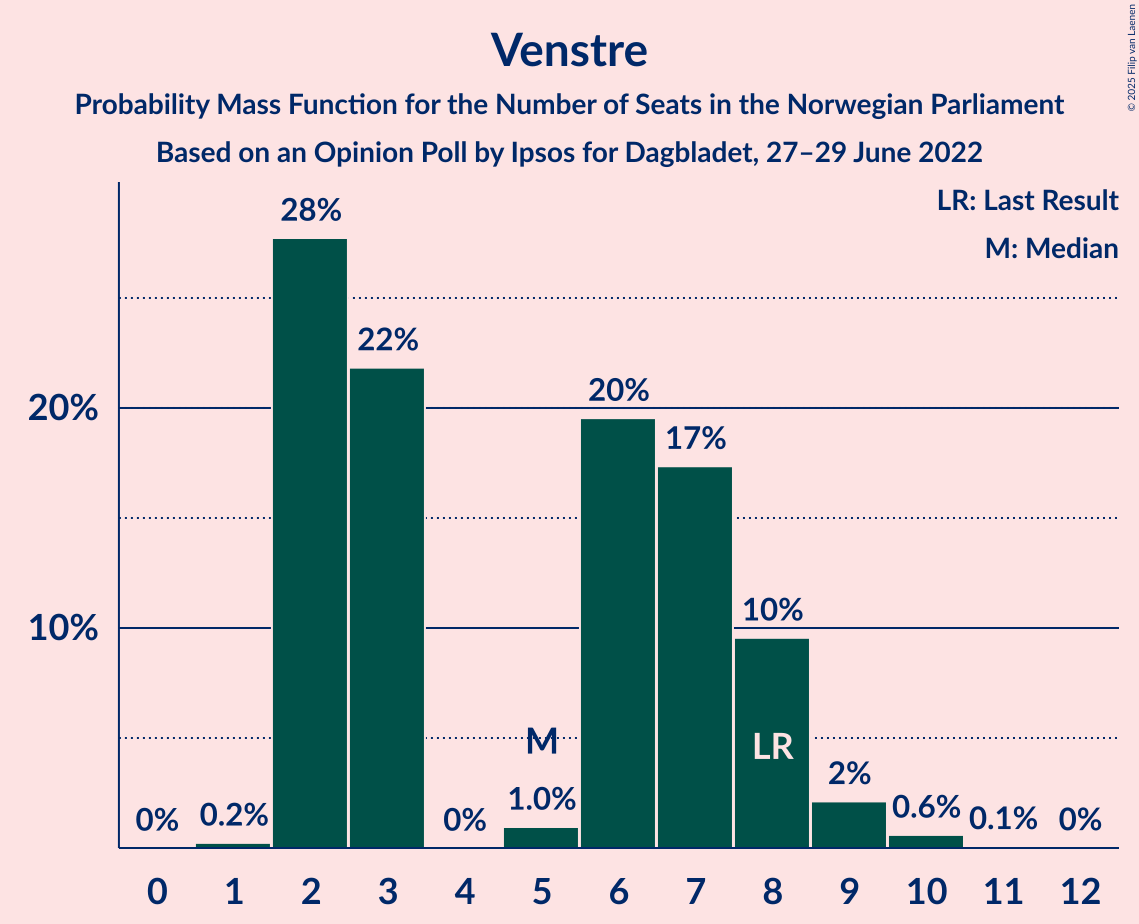 Venstre
Probability Mass Function for the Number of Seats in the Norwegian Parliament
Based on an Opinion Poll by Ipsos for Dagbladet, 27–29 June 2022
© 2025 Filip van Laenen
LR: Last Result
M: Median
28%
22%
20%
20%
17%
10%
10%
M
LR
0%
0.2%
0%
1.0%
2%
0.6%
0.1%
0%
0 1 2 3 4 5 6 7 8 9 10 11 12